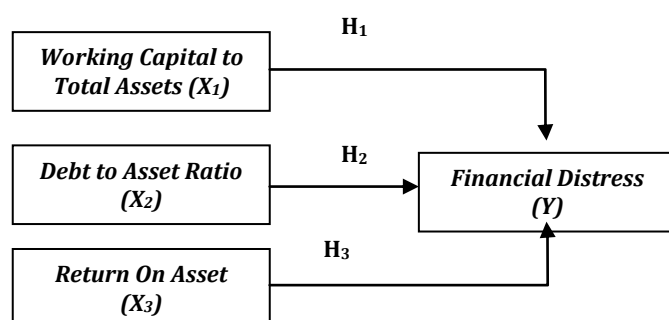 H₁
Working Capital to
Total Assets (X₁)
H₂
Debt to Asset Ratio
(X₂)
Financial Distress
(Y)
H₃
Return On Asset
(X₃)